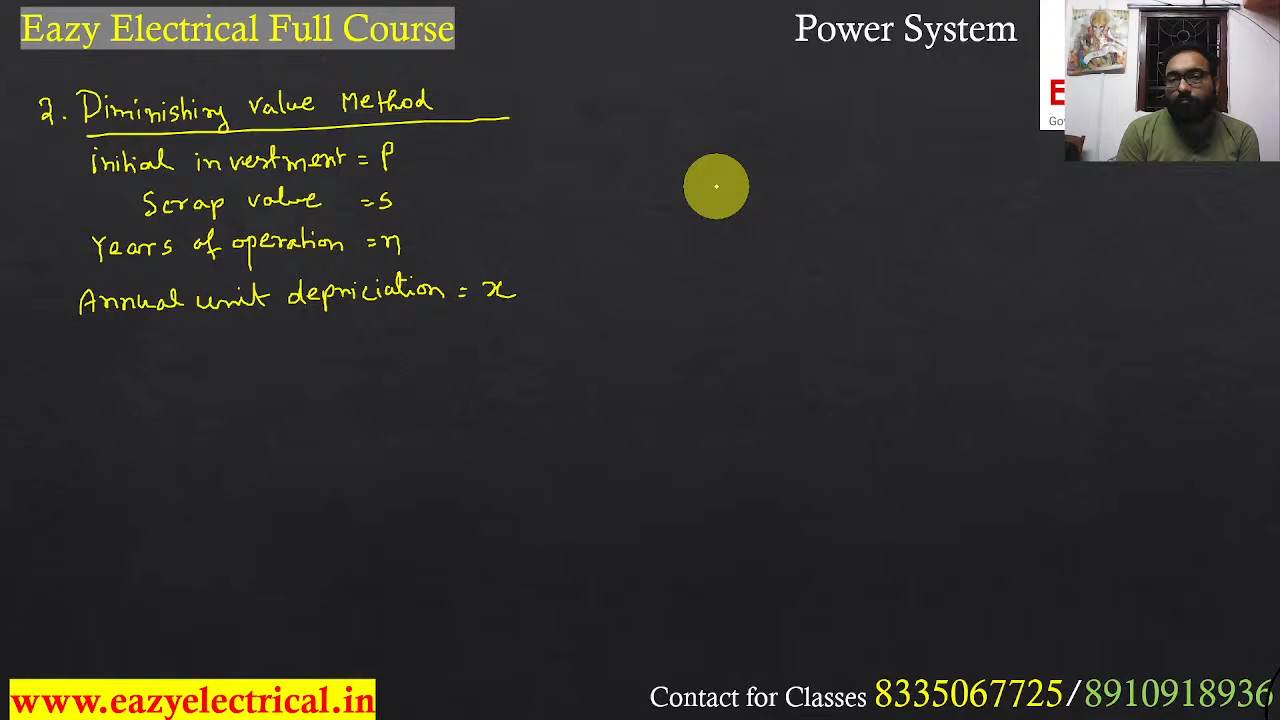 Eazy Electrical Full Course
Power System
E
Gov
2. Diminishing value Method
Initial investment = P
Scrap value = s
Years of operation = n
Annual unit depriciation = x
www.eazyelectrical.in
Contact for Classes 8335067725/8910918936